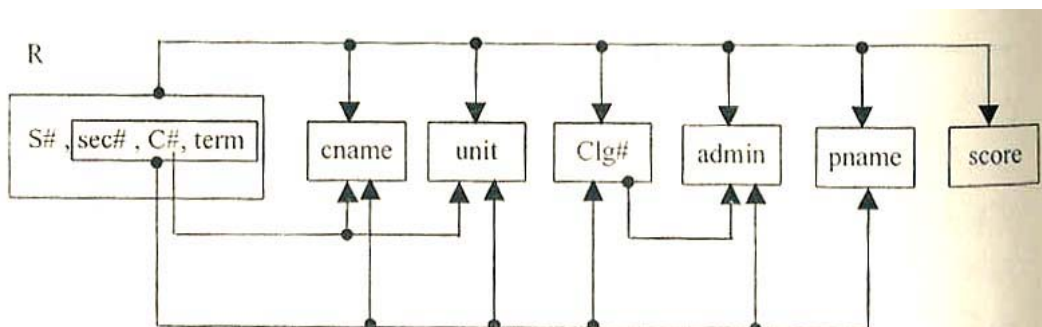 R
S# , sec# , C#, term
cname
unit
Clg#
admin
pname
score